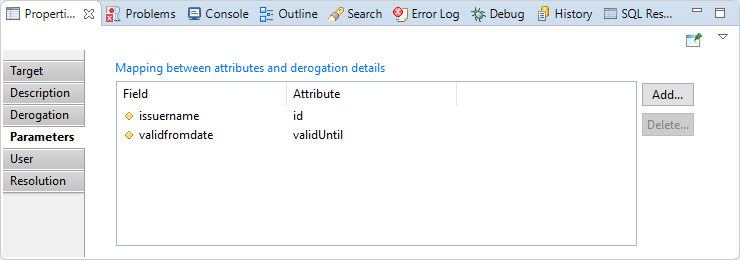 Properti... Problems Console Outline Search Error Log Debug History SQL Res...
Mapping between attributes and derogation details
Target
Description
Derogation
Parameters
User
Resolution
Field Attribute
issuername id
validfromdate validUntil
Add...
Delete...